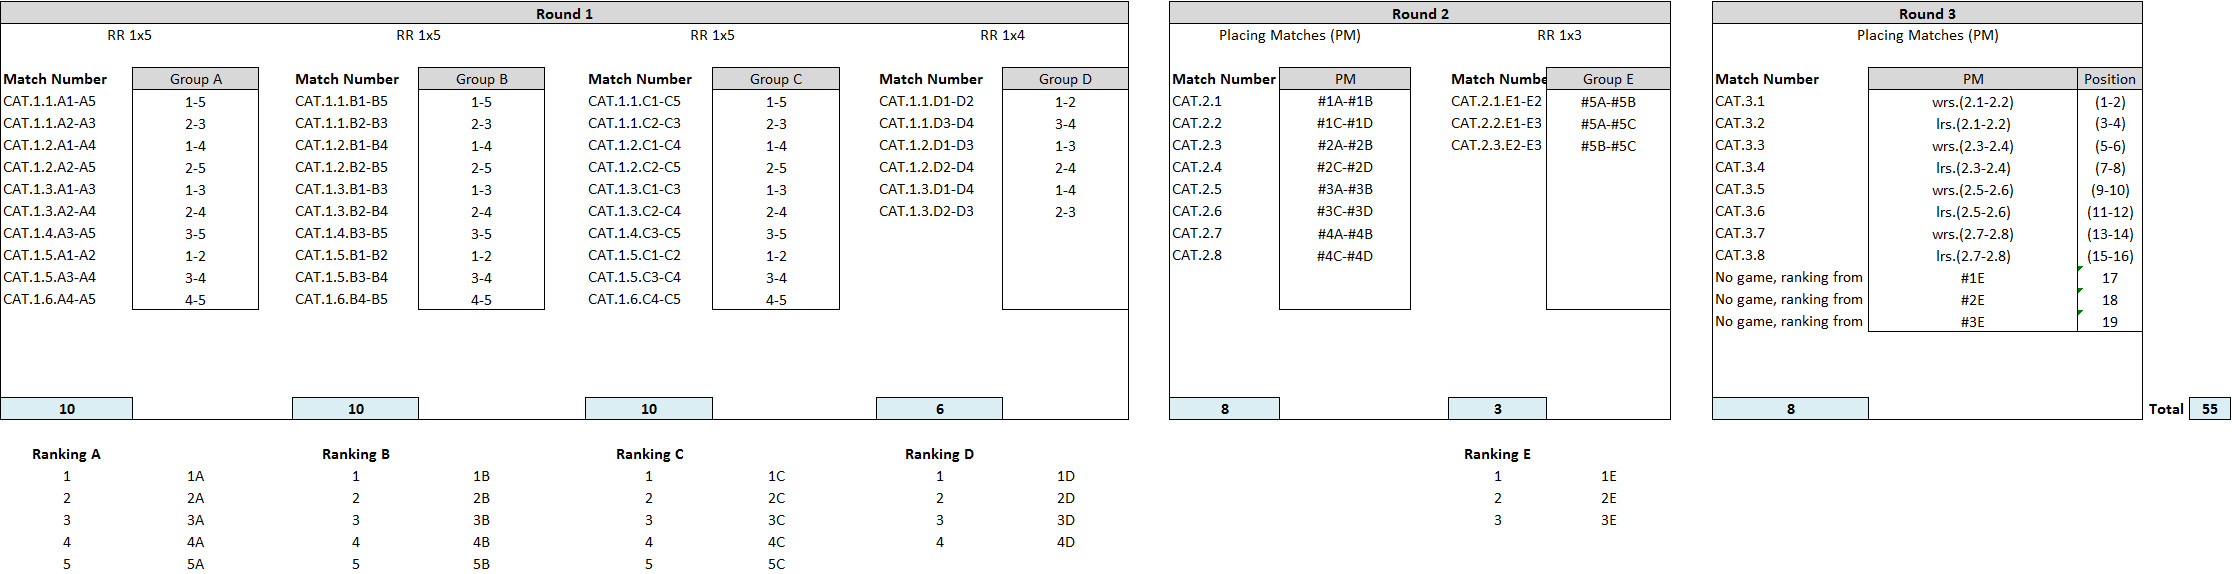 Round 1 Round 2 Round 3
RR 1x5 RR 1x5 RR 1x5 RR 1x4 Placing Matches (PM) RR 1x3 Placing Matches (PM)
Match Number Group A Match Number Group B Match Number Group C Match Number Group D Match Number PM Match Numbe Group E Match Number PM Position
CAT.1.1.A1-A5 1-5 CAT.1.1.B1-B5 1-5 CAT.1.1.C1-C5 1-5 CAT.1.1.D1-D2 1-2 CAT.2.1 #1A-#1B CAT.2.1.E1-E2 #5A-#5B CAT.3.1 wrs.(2.1-2.2) (1-2)
CAT.1.1.A2-A3 2-3 CAT.1.1.B2-B3 2-3 CAT.1.1.C2-C3 2-3 CAT.1.1.D3-D4 3-4 CAT.2.2 #1C-#1D CAT.2.2.E1-E3 #5A-#5C CAT.3.2 lrs.(2.1-2.2) (3-4)
CAT.1.2.A1-A4 1-4 CAT.1.2.B1-B4 1-4 CAT.1.2.C1-C4 1-4 CAT.1.2.D1-D3 1-3 CAT.2.3 #2A-#2B CAT.2.3.E2-E3 #5B-#5C CAT.3.3 wrs.(2.3-2.4) (5-6)
CAT.1.2.A2-A5 2-5 CAT.1.2.B2-B5 2-5 CAT.1.2.C2-C5 2-5 CAT.1.2.D2-D4 2-4 CAT.2.4 #2C-#2D CAT.3.4 lrs.(2.3-2.4) (7-8)
CAT.1.3.A1-A3 1-3 CAT.1.3.B1-B3 1-3 CAT.1.3.C1-C3 1-3 CAT.1.3.D1-D4 1-4 CAT.2.5 #3A-#3B CAT.3.5 wrs.(2.5-2.6) (9-10)
CAT.1.3.A2-A4 2-4 CAT.1.3.B2-B4 2-4 CAT.1.3.C2-C4 2-4 CAT.1.3.D2-D3 2-3 CAT.2.6 #3C-#3D CAT.3.6 lrs.(2.5-2.6) (11-12)
CAT.1.4.A3-A5 3-5 CAT.1.4.B3-B5 3-5 CAT.1.4.C3-C5 3-5 CAT.2.7 #4A-#4B CAT.3.7 wrs.(2.7-2.8) (13-14)
CAT.1.5.A1-A2 1-2 CAT.1.5.B1-B2 1-2 CAT.1.5.C1-C2 1-2 CAT.2.8 #4C-#4D CAT.3.8 lrs.(2.7-2.8) (15-16)
CAT.1.5.A3-A4 3-4 CAT.1.5.B3-B4 3-4 CAT.1.5.C3-C4 3-4 No game, ranking from #1E 17
CAT.1.6.A4-A5 4-5 CAT.1.6.B4-B5 4-5 CAT.1.6.C4-C5 4-5 No game, ranking from #2E 18
No game, ranking from #3E 19
10 10 10 6 8 3 8 Total 55
Ranking A Ranking B Ranking C Ranking D Ranking E
1 1A 1 1B 1 1C 1 1D 1 1E
2 2A 2 2B 2 2C 2 2D 2 2E
3 3A 3 3B 3 3C 3 3D 3 3E
4 4A 4 4B 4 4C 4 4D
5 5A 5 5B 5 5C